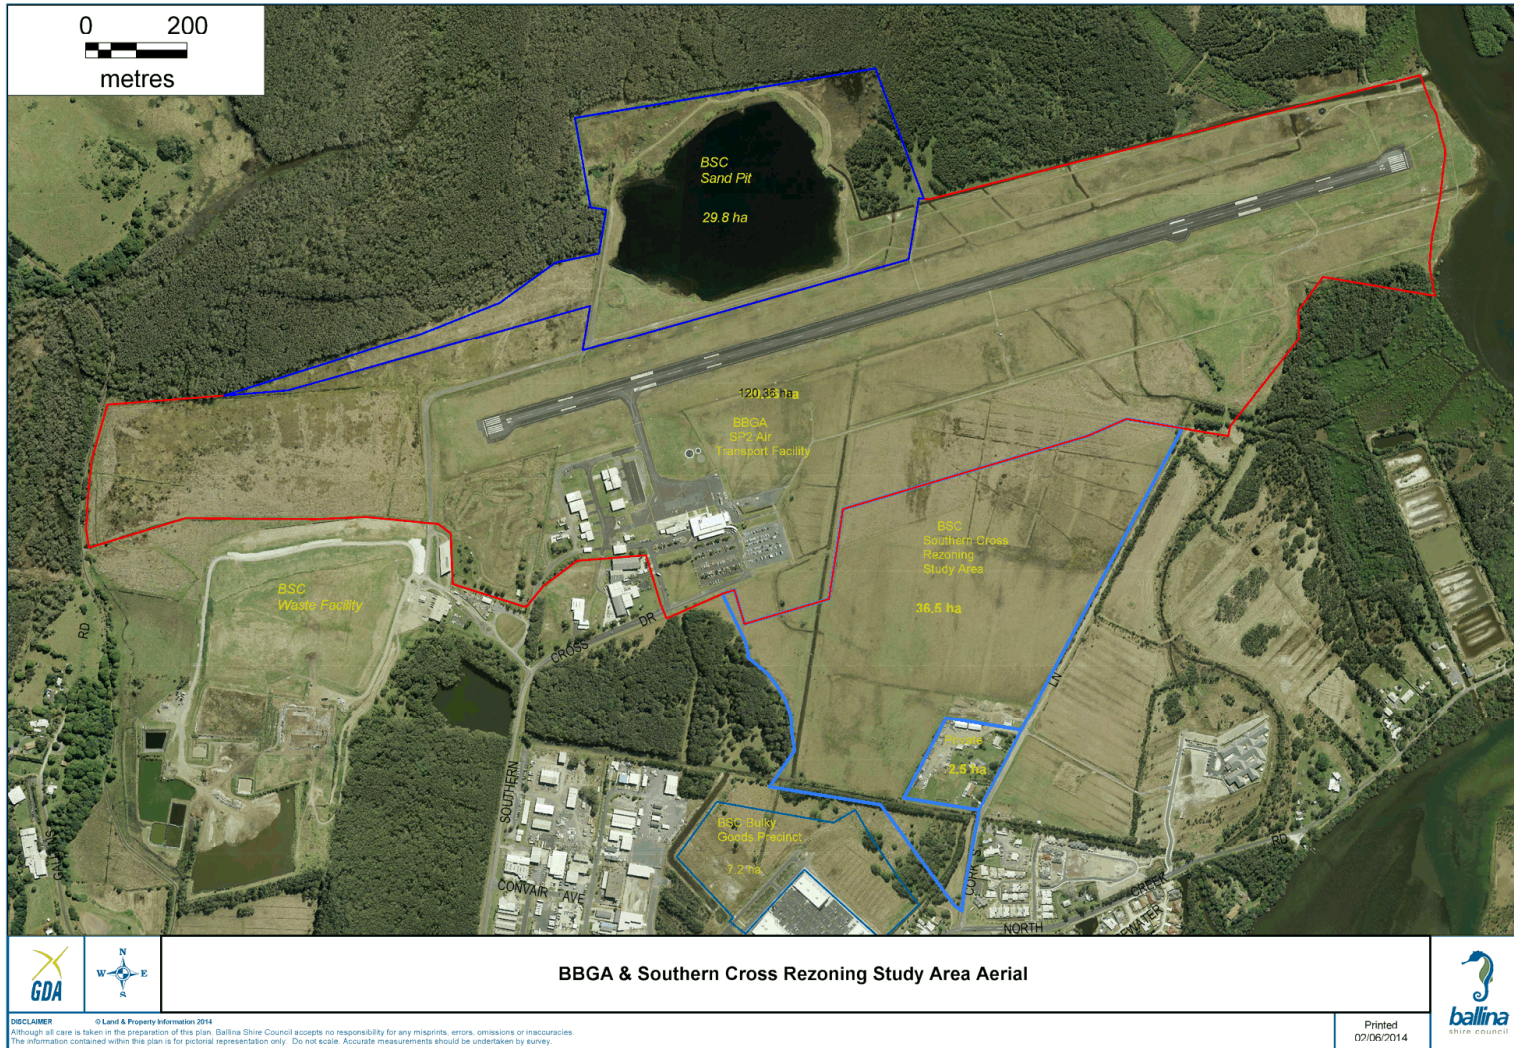 0 200
metres
BSC
Sand Pit
29.8 ha
120.36 ha
BBGA
SP2 Air
Transport Facility
BSC
Southern Cross
Rezoning
Study Area
36.5 ha
BSC
Waste Facility
RD
CROSS
DR
LN
Private
2.5 ha
SOUTHERN
BSC Bulky
Goods Precinct
7.2 ha
CONVAIR AVE
NORTH
CREEK
RD
GDA
N
W E
S
BBGA & Southern Cross Rezoning Study Area Aerial
ballina
shire council
DISCLAIMER © Land & Property Information 2014
Although all care is taken in the preparation of this plan, Ballina Shire Council accepts no responsibility for any misprints, errors, omissions or inaccuracies.
The information contained within this plan is for pictorial representation only. Do not scale. Accurate measurements should be undertaken by survey.
Printed
02/06/2014